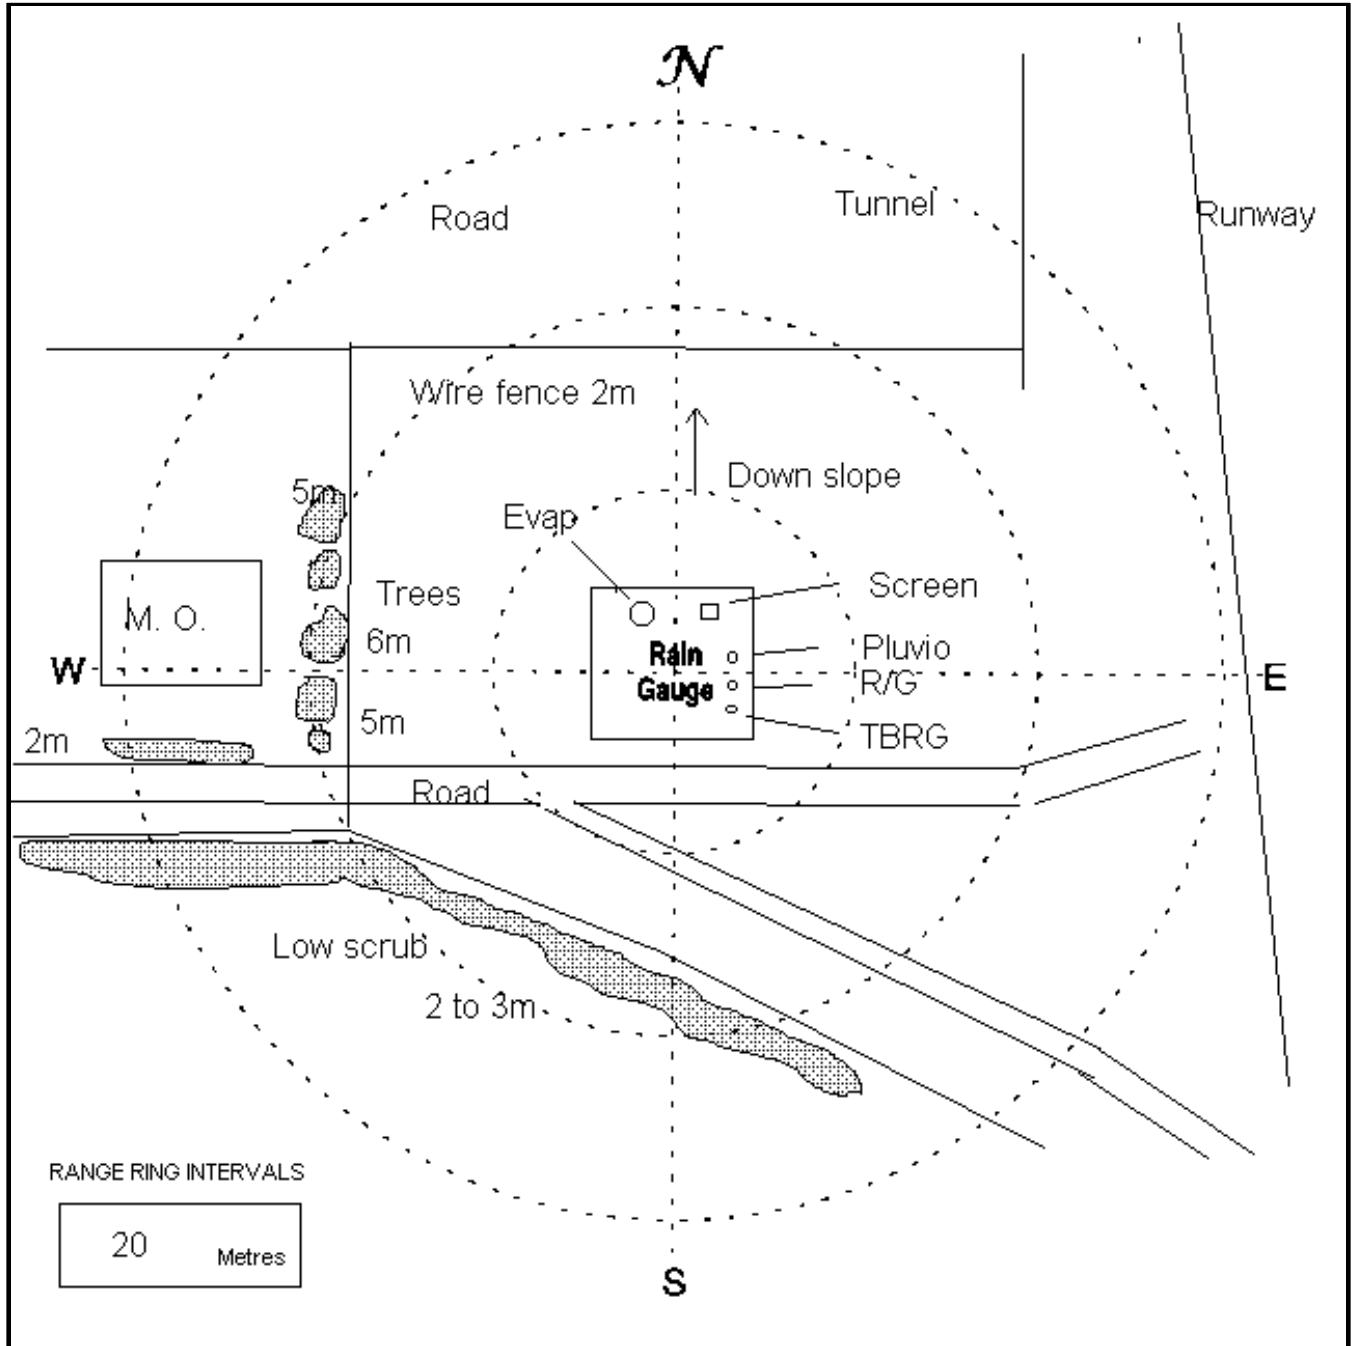 N
Road
Tunnel
Runway
Wire fence 2m
Down slope
5m
Evap
Screen
Trees
M. O.
6m
Rain
Gauge
Pluvio
R/G
W
E
5m
TBRG
2m
Road
Low scrub
2 to 3m
RANGE RING INTERVALS
20 Metres
S